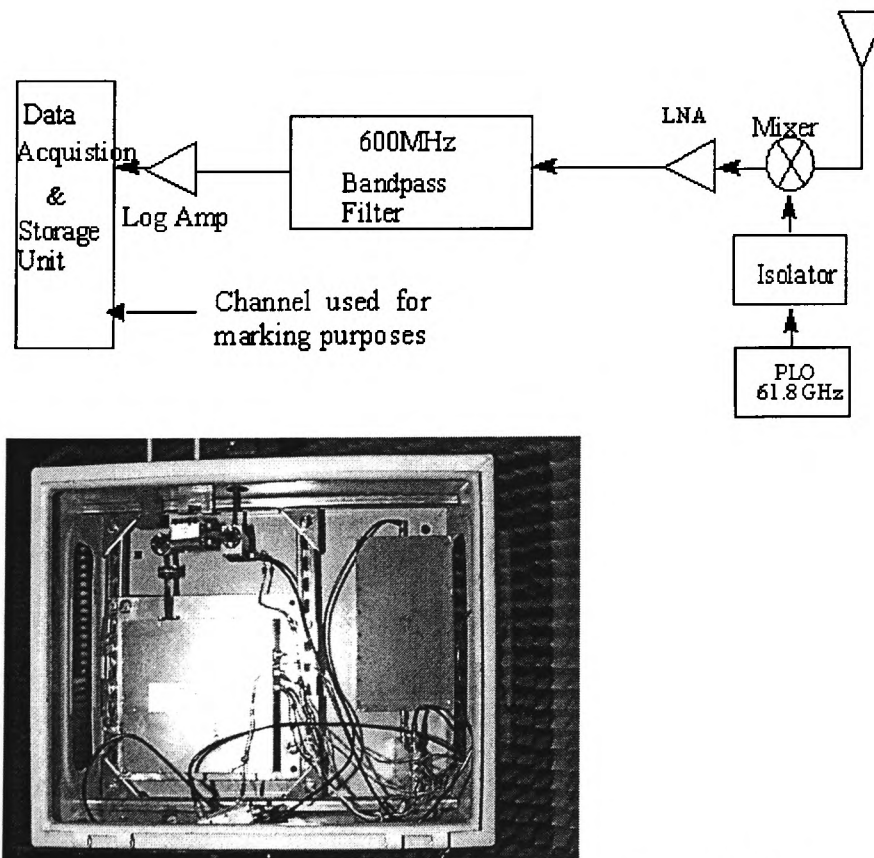 Data
Acquistion
&
Storage
Unit
Log Amp
600MHz
Bandpass
Filter
LNA
Mixer
Isolator
PLO
61.8 GHz
Channel used for
marking purposes